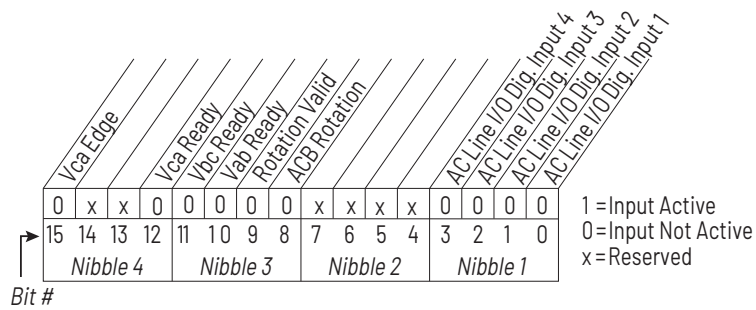 Vca Edge
Vca Ready
Vbc Ready
Vab Ready
Rotation Valid
ACB Rotation
AC Line I/O Dig. Input 4
AC Line I/O Dig. Input 3
AC Line I/O Dig. Input 2
AC Line I/O Dig. Input 1
0 x x 0 0 0 0 0 x x x x 0 0 0 0
15 14 13 12 11 10 9 8 7 6 5 4 3 2 1 0
Nibble 4 Nibble 3 Nibble 2 Nibble 1
Bit #
1 = Input Active
0 = Input Not Active
x = Reserved